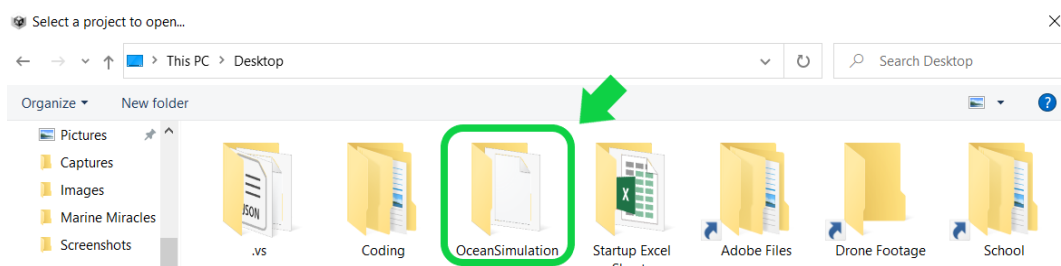 Select a project to open...
This PC > Desktop
Search Desktop
Organize
New folder
Pictures
Captures
Images
Marine Miracles
Screenshots
JSON
X
.vs
Coding
OceanSimulation
Startup Excel
Adobe Files
Drone Footage
School